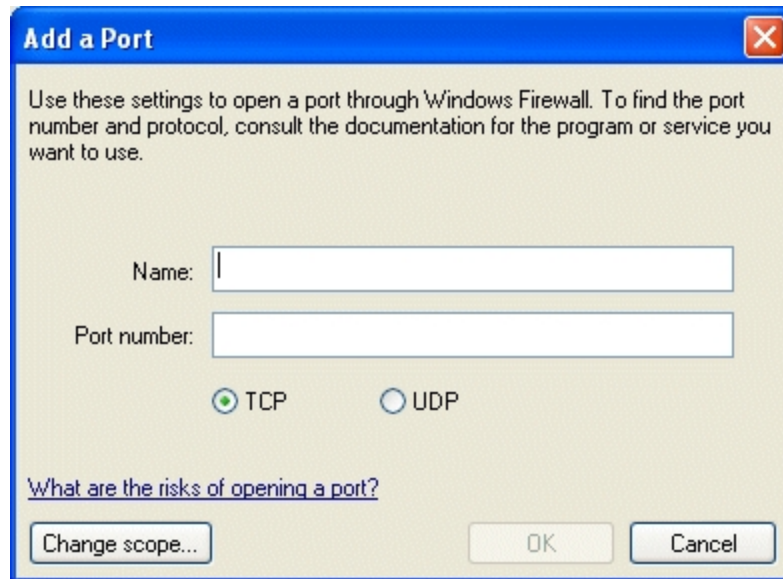 Add a Port
Use these settings to open a port through Windows Firewall. To find the port
number and protocol, consult the documentation for the program or service you
want to use.
Name:
Port number:
TCP UDP
What are the risks of opening a port?
Change scope... OK Cancel